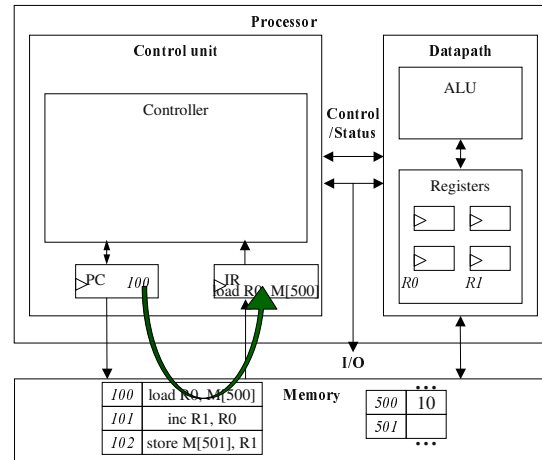 Processor
Control unit
Datapath
Controller
ALU
Control
/Status
Registers
PC 100
IR
load R0, M[500]
R0
R1
I/O
Memory
100 load R0, M[500]
101 inc R1, R0
102 store M[501], R1
...
500 10
501
...